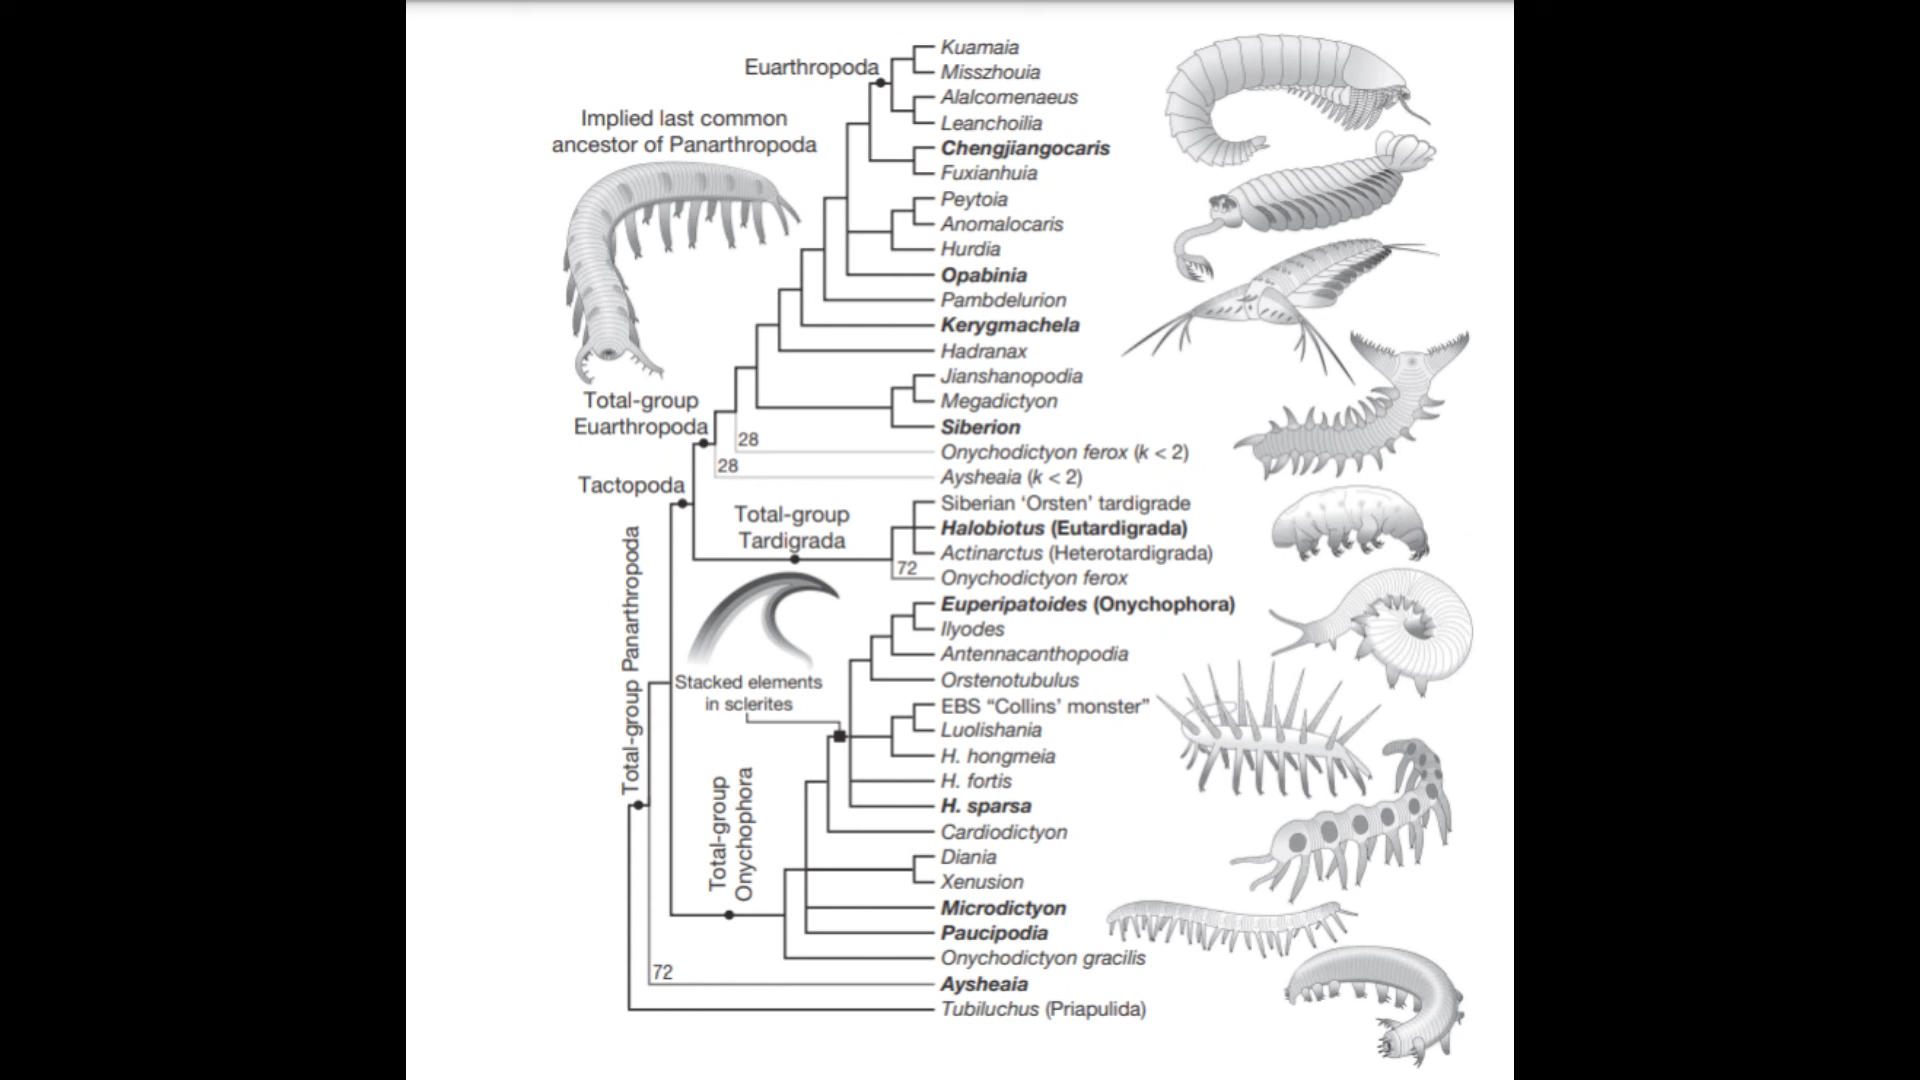 Euarthropoda
Implied last common
ancestor of Panarthropoda
Total-group
Euarthropoda
Tactopoda
Total-group
Tardigrada
Total-group Panarthropoda
Stacked elements
in sclerites
Total-group
Onychophora
28
28
72
72
Kuamaia
Misszhouia
Alalcomenaeus
Leanchoilia
Chengjiangocaris
Fuxianhuia
Peytoia
Anomalocaris
Hurdia
Opabinia
Pambdelurion
Kerygmachela
Hadranax
Jianshanopodia
Megadictyon
Siberion
Onychodictyon ferox (k < 2)
Aysheaia (k < 2)
Siberian ‘Orsten’ tardigrade
Halobiotus (Eutardigrada)
Actinarctus (Heterotardigrada)
Onychodictyon ferox
Euperipatoides (Onychophora)
Ilyodes
Antennacanthopodia
Orstenotubulus
EBS “Collins’ monster”
Luolishania
H. hongmeia
H. fortis
H. sparsa
Cardiodictyon
Diania
Xenusion
Microdictyon
Paucipodia
Onychodictyon gracilis
Aysheaia
Tubiluchus (Priapulida)